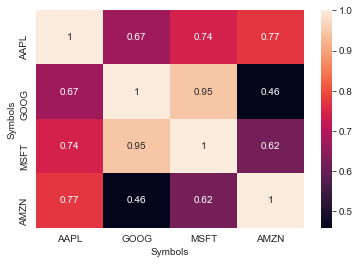 AAPL 1 0.67 0.74 0.77
GOOG 0.67 1 0.95 0.46
MSFT 0.74 0.95 1 0.62
AMZN 0.77 0.46 0.62 1
Symbols
AAPL GOOG MSFT AMZN
Symbols
1.0
0.9
0.8
0.7
0.6
0.5